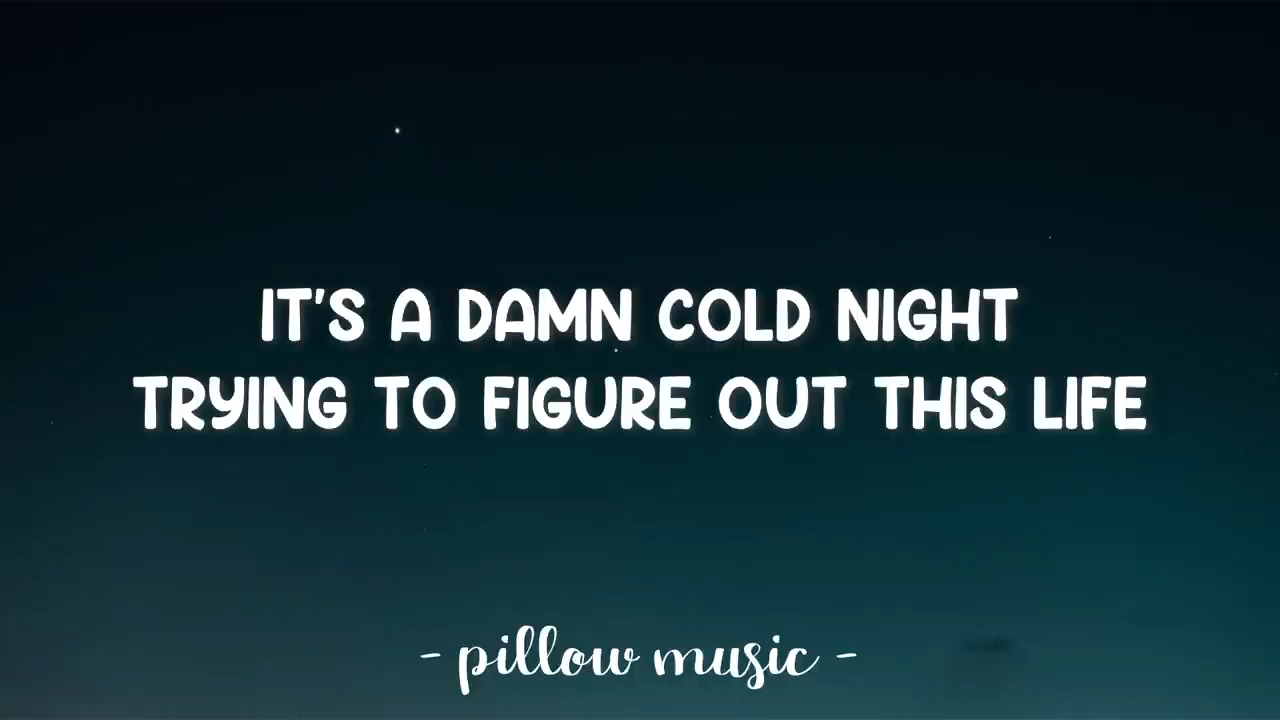 IT'S A DAMN COLD NIGHT
TRYING TO FIGURE OUT THIS LIFE
- pillow music -